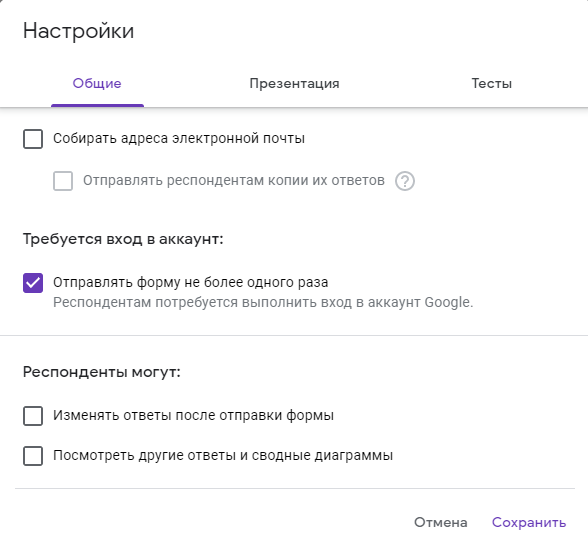 Настройки
Общие Презентация Тесты
Собирать адреса электронной почты
Отправлять респондентам копии их ответов ?
Требуется вход в аккаунт:
Отправлять форму не более одного раза
Респондентам потребуется выполнить вход в аккаунт Google.
Респонденты могут:
Изменять ответы после отправки формы
Посмотреть другие ответы и сводные диаграммы
Отмена Сохранить